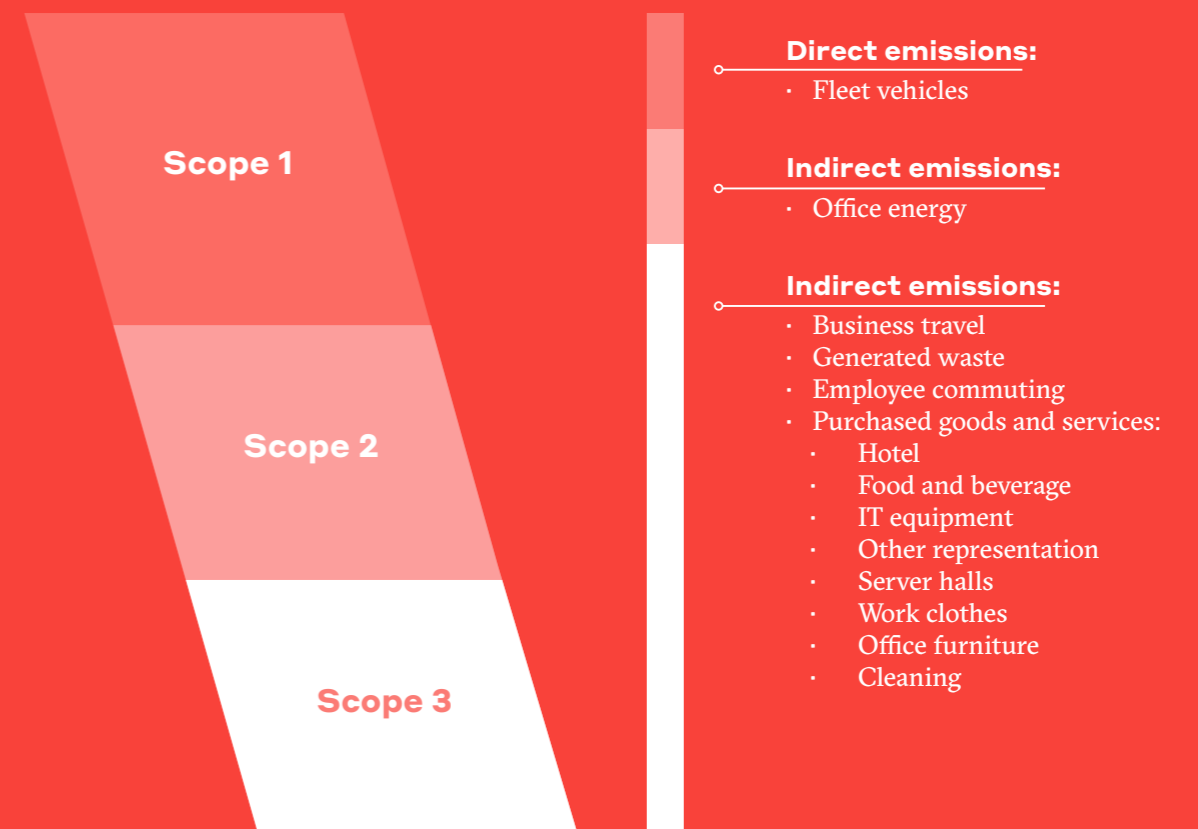 Scope 1
Scope 2
Scope 3
Direct emissions:
· Fleet vehicles
Indirect emissions:
· Office energy
Indirect emissions:
· Business travel
· Generated waste
· Employee commuting
· Purchased goods and services:
· Hotel
· Food and beverage
· IT equipment
· Other representation
· Server halls
· Work clothes
· Office furniture
· Cleaning